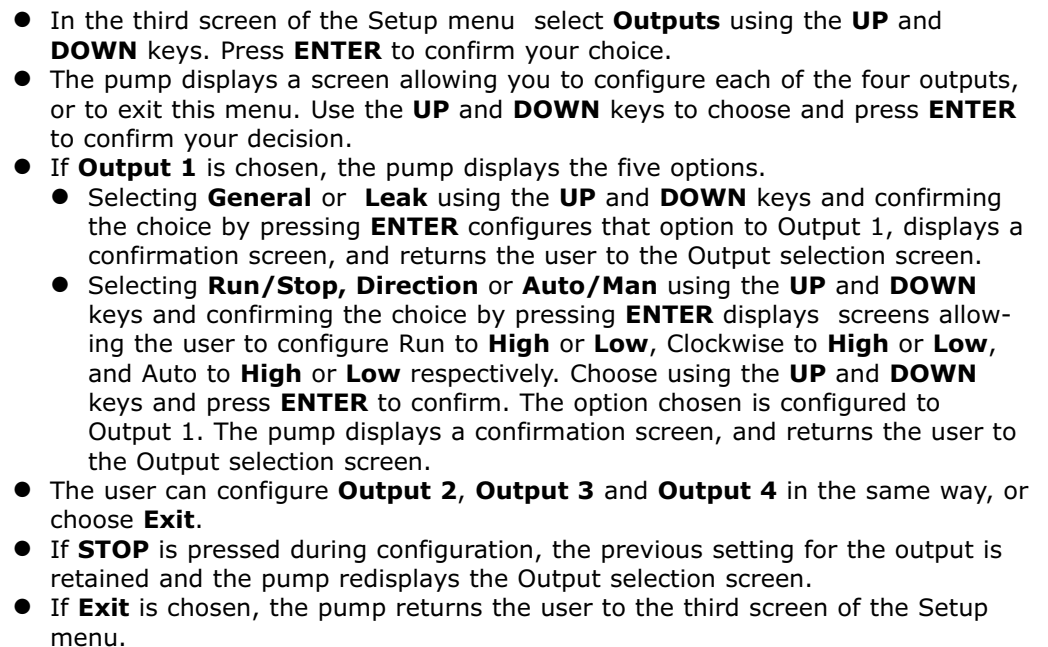 ● In the third screen of the Setup menu  select Outputs using the UP and
DOWN keys. Press ENTER to confirm your choice.
● The pump displays a screen allowing you to configure each of the four outputs,
or to exit this menu. Use the UP and DOWN keys to choose and press ENTER
to confirm your decision.
● If Output 1 is chosen, the pump displays the five options.
● Selecting General or  Leak using the UP and DOWN keys and confirming
the choice by pressing ENTER configures that option to Output 1, displays a
confirmation screen, and returns the user to the Output selection screen.
● Selecting Run/Stop, Direction or Auto/Man using the UP and DOWN
keys and confirming the choice by pressing ENTER displays  screens allow-
ing the user to configure Run to High or Low, Clockwise to High or Low,
and Auto to High or Low respectively. Choose using the UP and DOWN
keys and press ENTER to confirm. The option chosen is configured to
Output 1. The pump displays a confirmation screen, and returns the user to
the Output selection screen.
● The user can configure Output 2, Output 3 and Output 4 in the same way, or
choose Exit.
● If STOP is pressed during configuration, the previous setting for the output is
retained and the pump redisplays the Output selection screen.
● If Exit is chosen, the pump returns the user to the third screen of the Setup
menu.